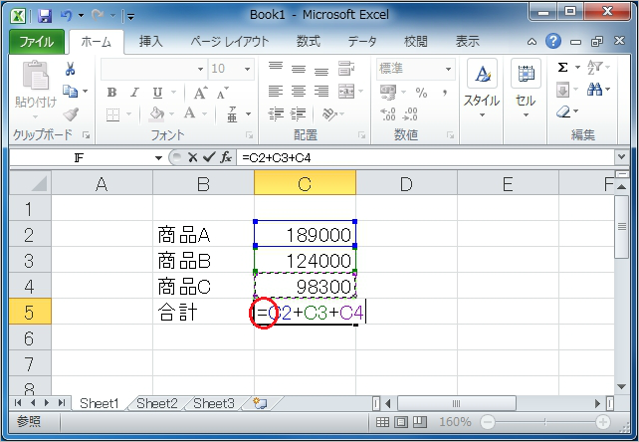 Book1 - Microsoft Excel
ファイル ホーム 挿入 ページ レイアウト 数式 データ 校閲 表示
10 標準
貼り付け B I U A A ア亜 % , スタイル セル Σ
クリップボード フォント 配置 数値 編集
IF =C2+C3+C4
A B C D E F
1
2 商品A 189000
3 商品B 124000
4 商品C 98300
5 合計 =C2+C3+C4
6
7
8
Sheet1 Sheet2 Sheet3
参照 160%